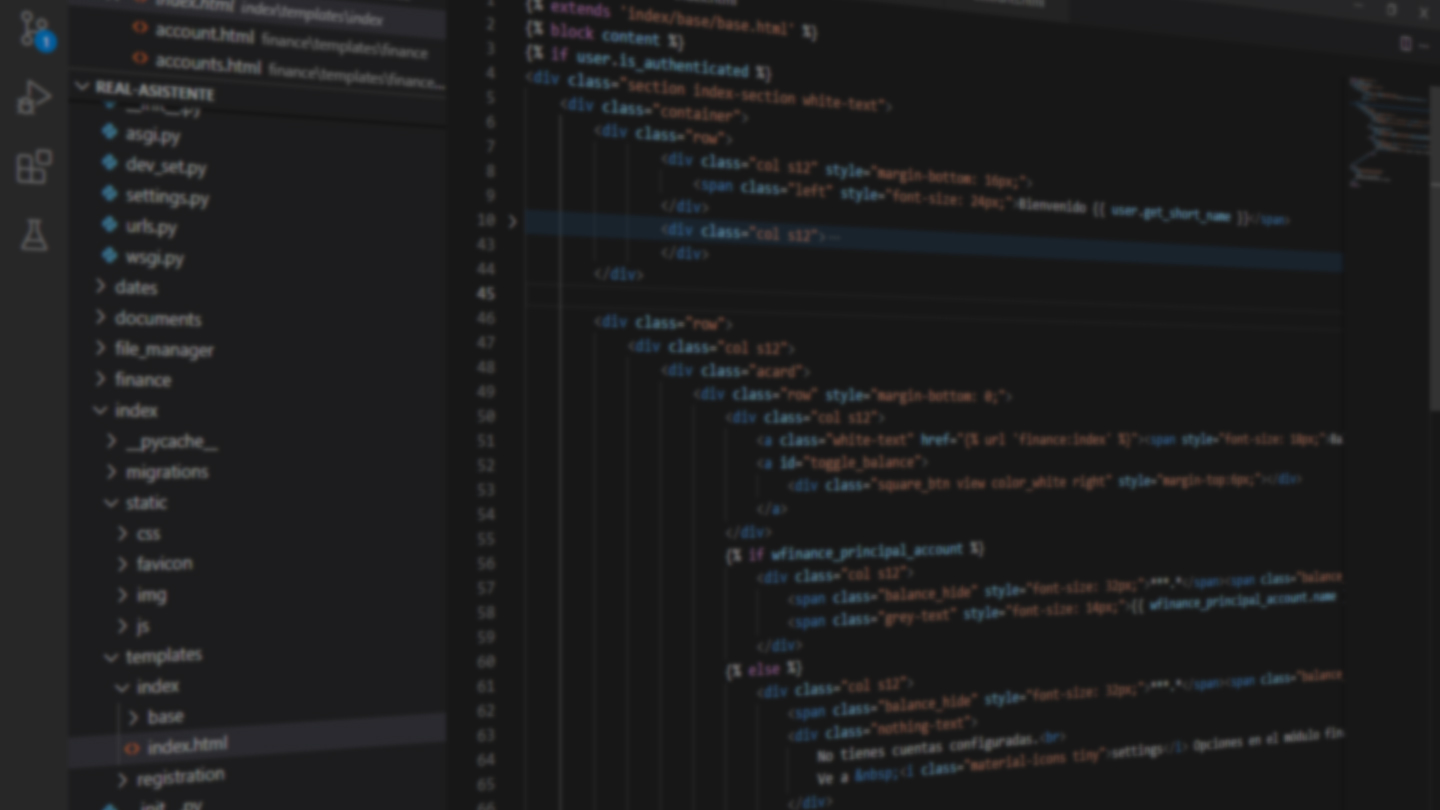 index.html index\templates\index
account.html finance\templates\finance
accounts.html finance\templates\finance...
REAL-ASISTENTE
asgi.py
dev_set.py
settings.py
urls.py
wsgi.py
dates
documents
file_manager
finance
index
__pycache__
migrations
static
css
favicon
img
js
templates
index
base
index.html
registration
1
1 {% extends 'index/base/base.html' %}
2 {% block content %}
3 {% if user.is_authenticated %}
4 <div class="section index-section white-text">
5 <div class="container">
6 <div class="row">
7 <div class="col s12" style="margin-bottom: 16px;">
8 <span class="left" style="font-size: 24px;">Bienvenido {{ user.get_short_name }}</span>
9 </div>
10 <div class="col s12">
43 </div>
44 </div>
45
46 <div class="row">
47 <div class="col s12">
48 <div class="acard">
49 <div class="row" style="margin-bottom: 0;">
50 <div class="col s12">
51 <a class="white-text" href="{% url 'finance:index' %}"><span style="font-size: 18px;">
52 <a id="toggle_balance">
53 <div class="square_btn view color_white right" style="margin-top:6px;"></div>
54 </a>
55 </div>
56 {% if wfinance_principal_account %}
57 <div class="col s12">
58 <span class="balance_hide" style="font-size: 32px;">***.*</span><span class="balance
59 <span class="grey-text" style="font-size: 14px;">{{ wfinance_principal_account.name
60 </div>
61 {% else %}
62 <div class="col s12">
63 <span class="balance_hide" style="font-size: 32px;">***.*</span><span class="balance
64 <div class="nothing-text">
65 No tienes cuentas configuradas.<br>
66 Ve a &nbsp;<i class="material-icons tiny">settings</i> Opciones en el módulo fin
</div>